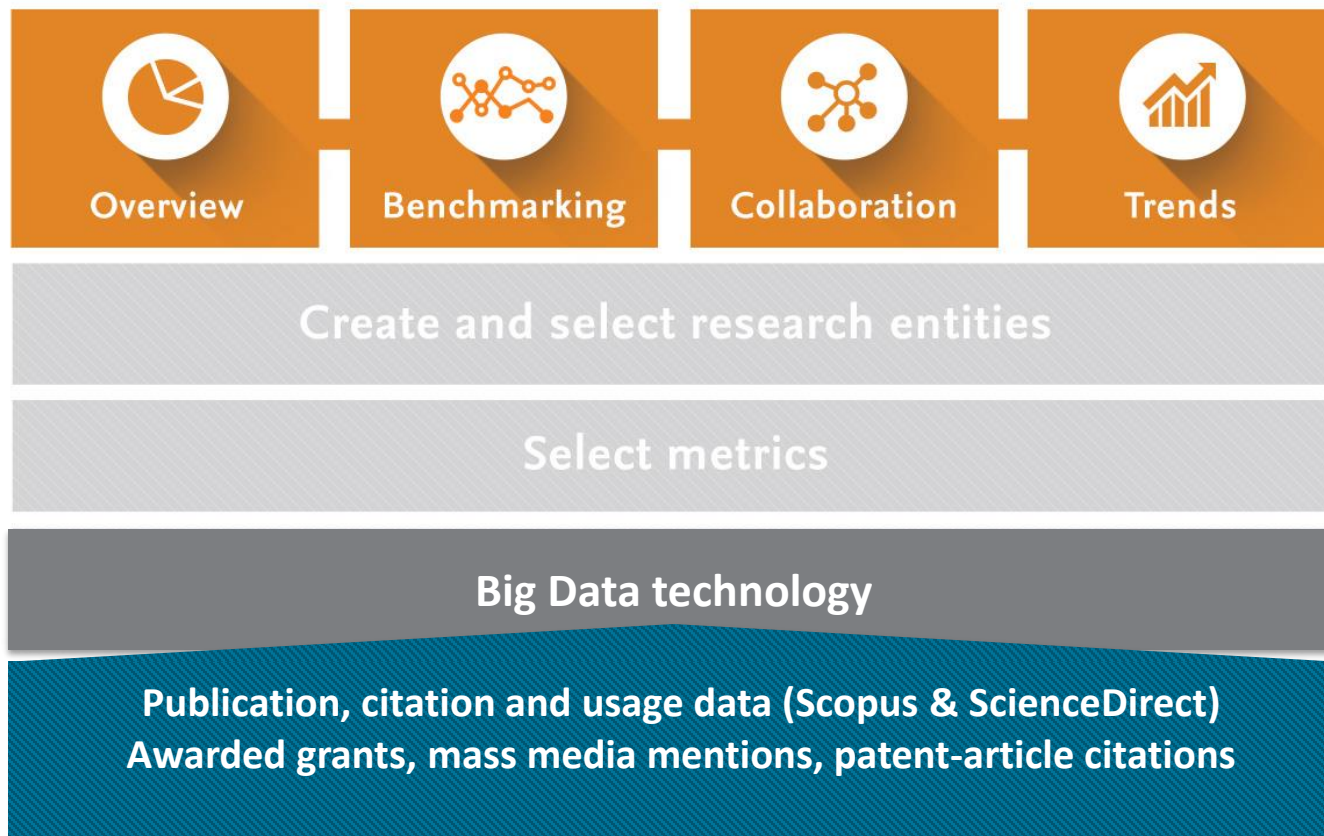 Overview
Benchmarking
Collaboration
Trends
Create and select research entities
Select metrics
Big Data technology
Publication, citation and usage data (Scopus & ScienceDirect)
Awarded grants, mass media mentions, patent-article citations